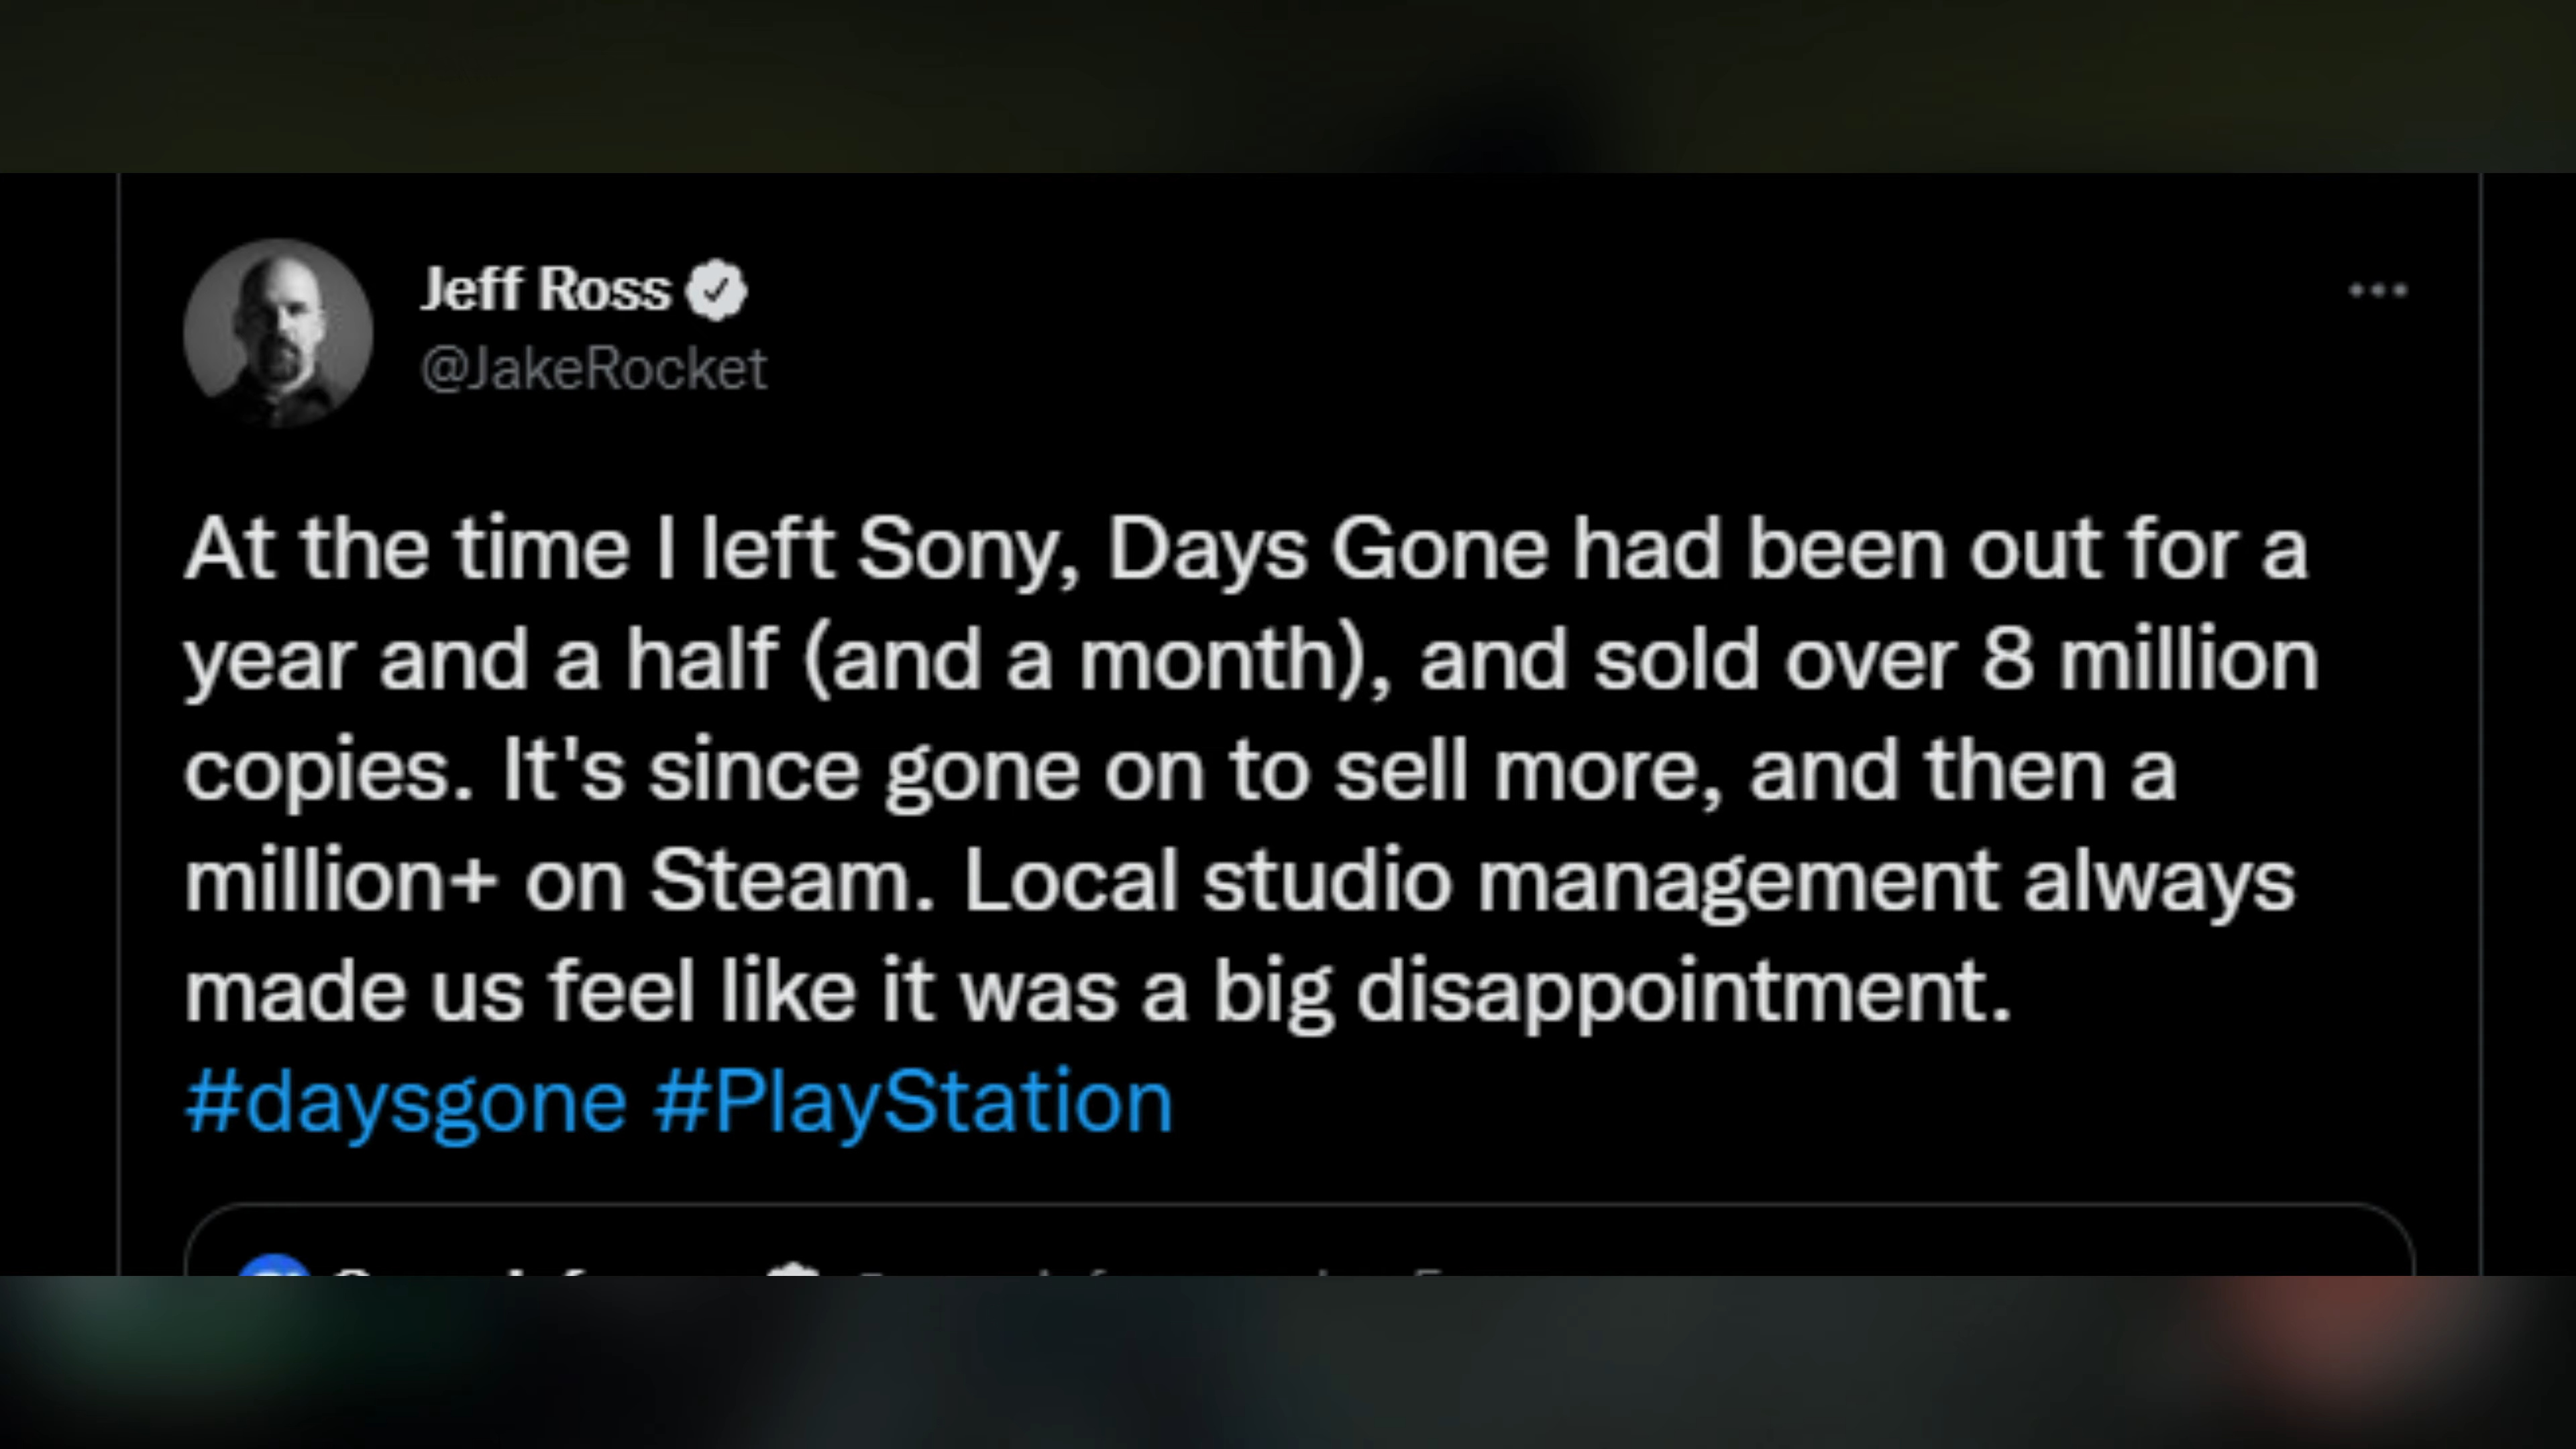 Jeff Ross
@JakeRocket
At the time I left Sony, Days Gone had been out for a
year and a half (and a month), and sold over 8 million
copies. It's since gone on to sell more, and then a
million+ on Steam. Local studio management always
made us feel like it was a big disappointment.
#daysgone #PlayStation